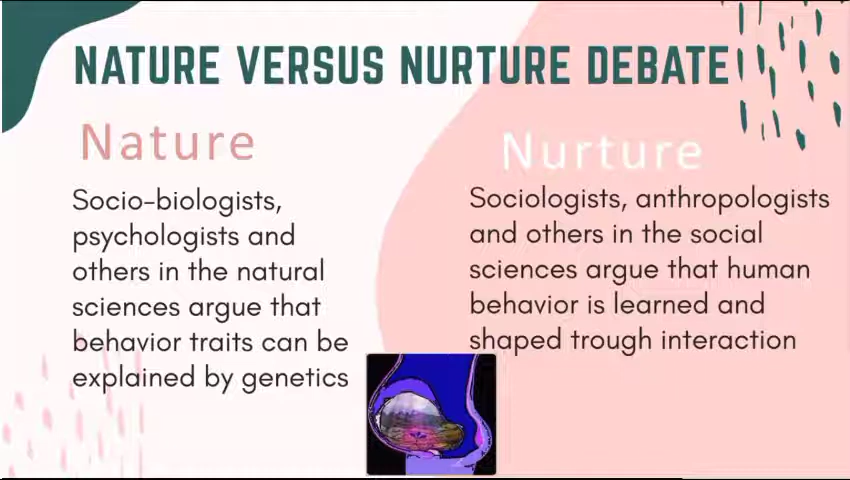 NATURE VERSUS NURTURE DEBATE
Nature
Socio-biologists,
psychologists and
others in the natural
sciences argue that
behavior traits can be
explained by genetics
Nurture
Sociologists, anthropologists
and others in the social
sciences argue that human
behavior is learned and
shaped trough interaction